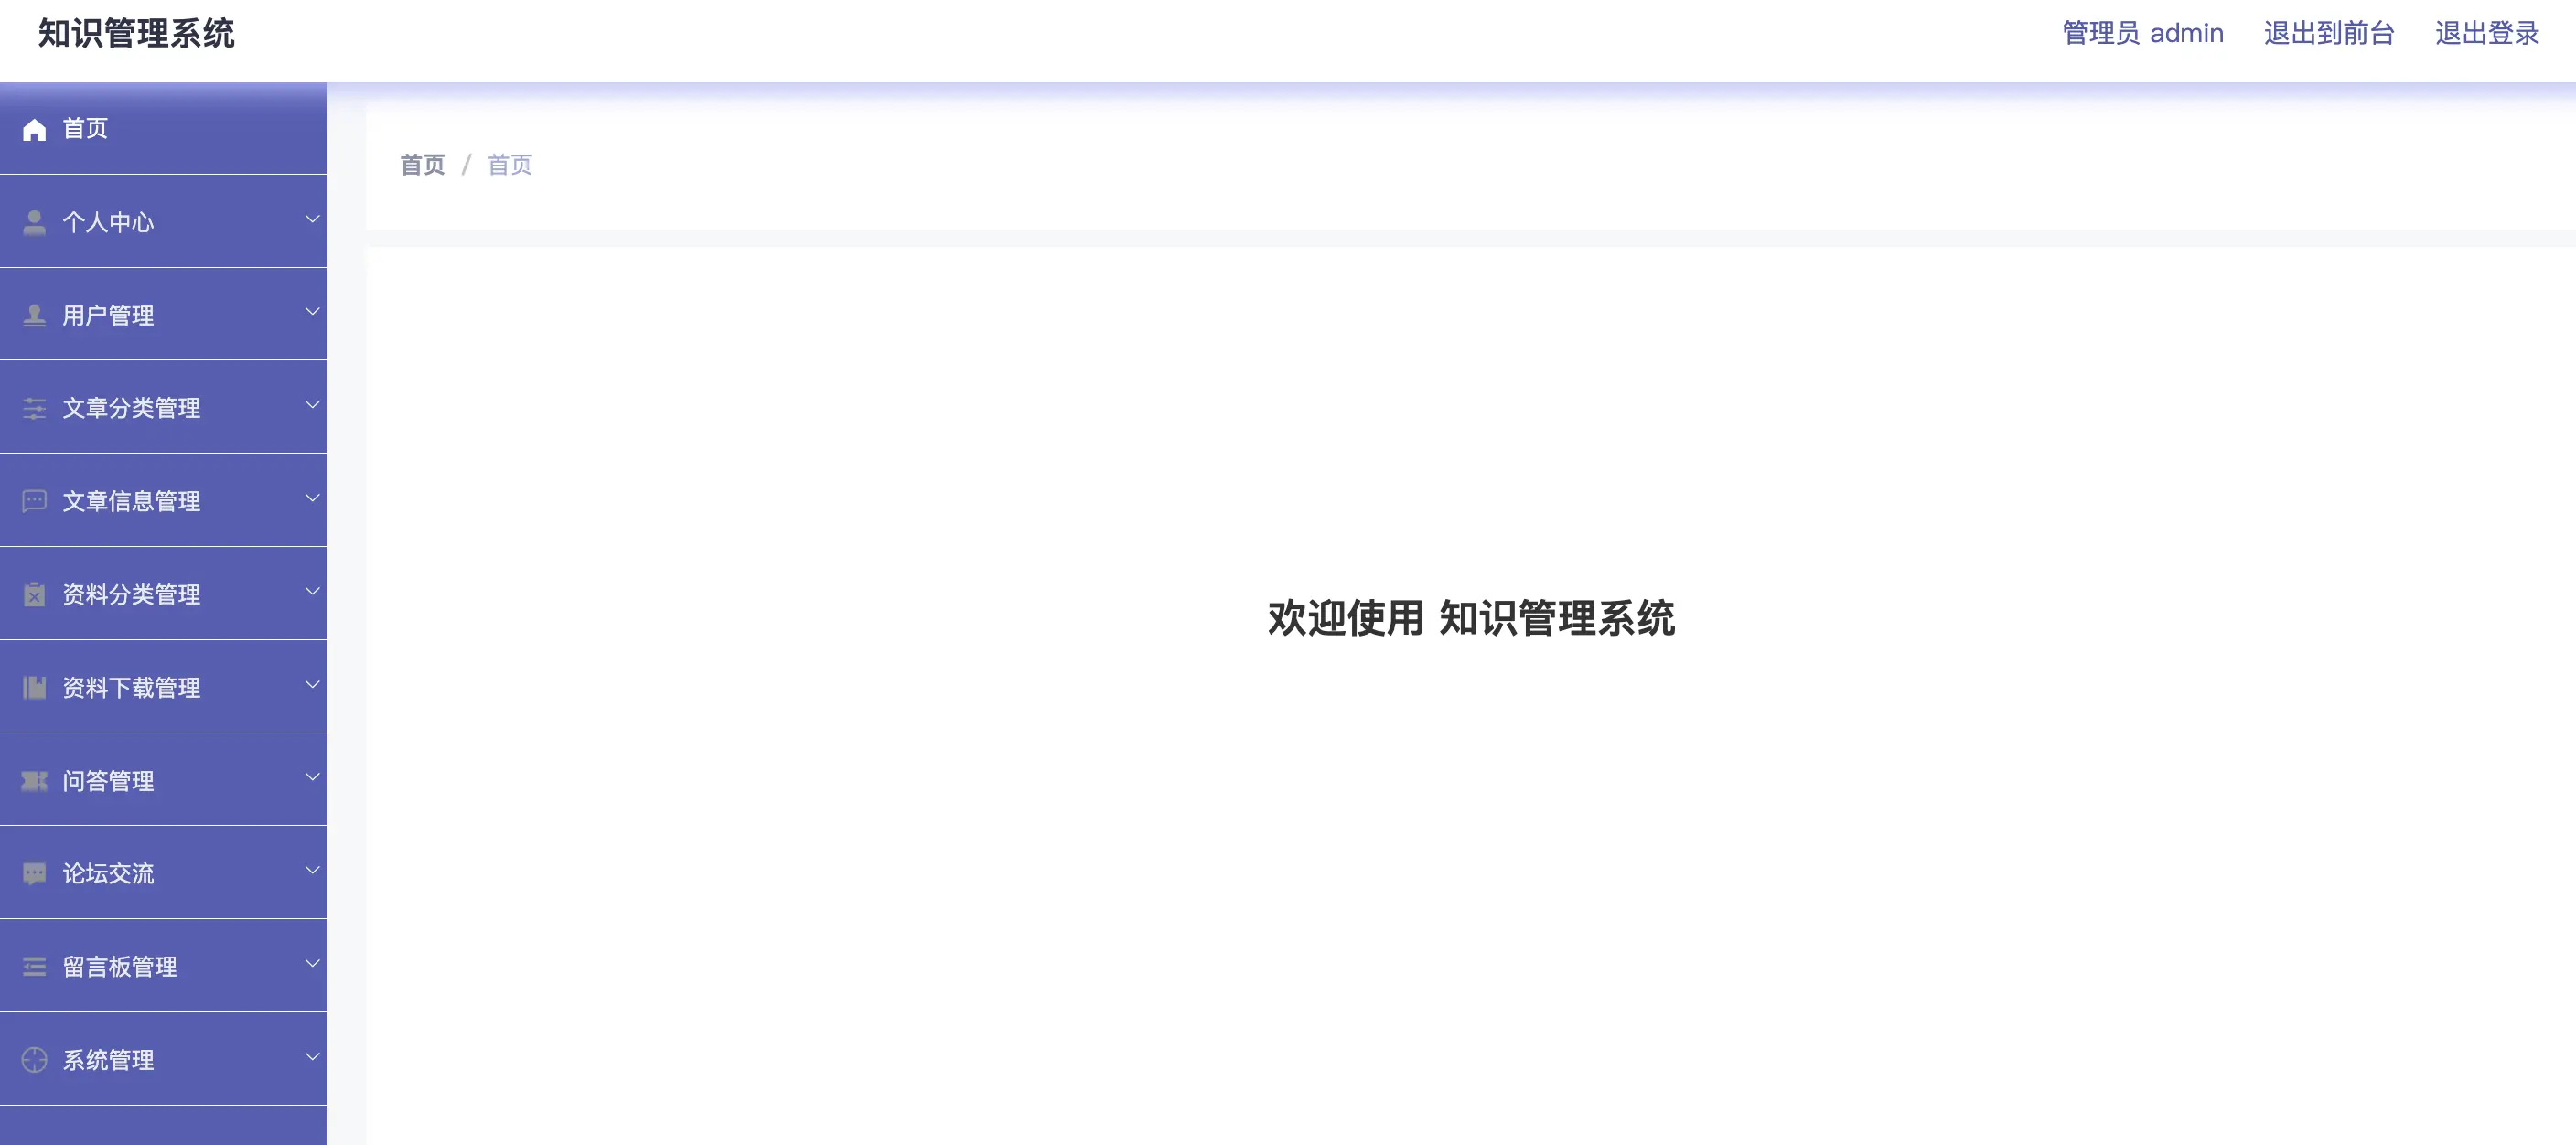 知识管理系统
管理员 admin 退出到前台 退出登录
首页
首页 / 首页
个人中心
用户管理
文章分类管理
文章信息管理
资料分类管理
资料下载管理
问答管理
论坛交流
留言板管理
系统管理
欢迎使用 知识管理系统